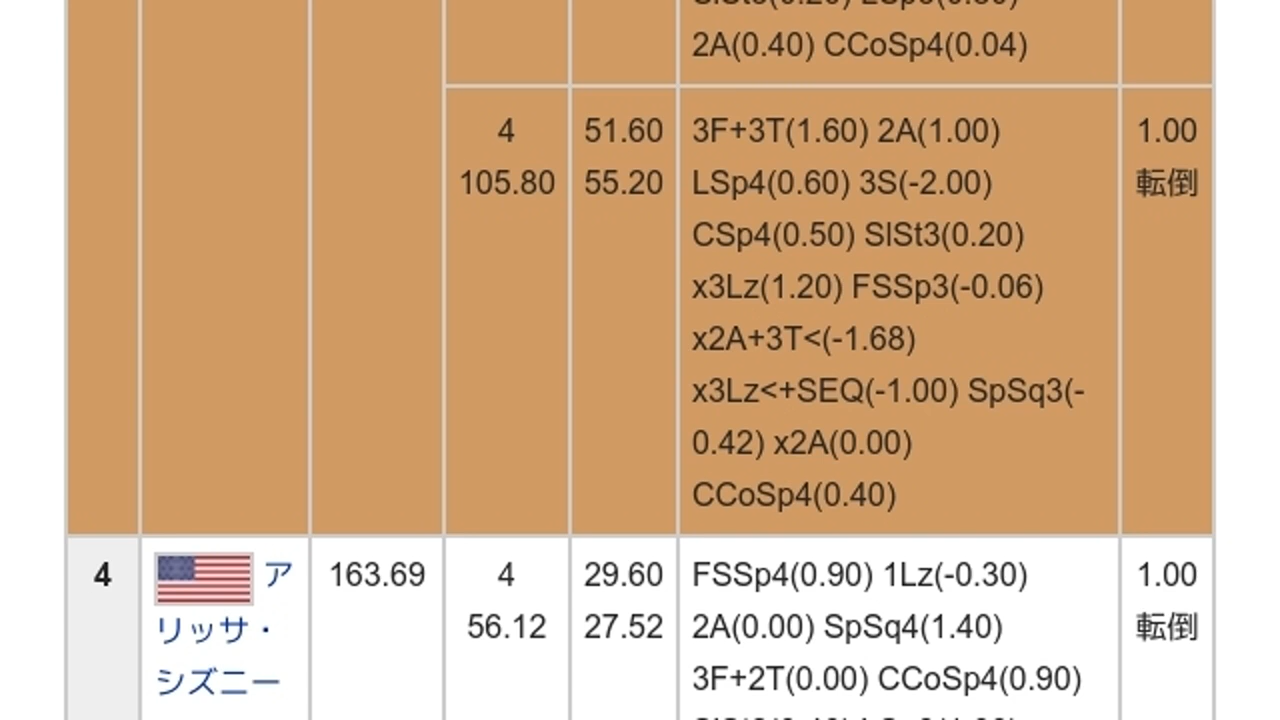 2A(0.40) CCoSp4(0.04)
4
105.80
51.60
55.20
3F+3T(1.60) 2A(1.00)
LSp4(0.60) 3S(-2.00)
CSp4(0.50) SlSt3(0.20)
x3Lz(1.20) FSSp3(-0.06)
x2A+3T<(-1.68)
x3Lz<+SEQ(-1.00) SpSq3(-
0.42) x2A(0.00)
CCoSp4(0.40)
1.00
転倒
4
ア
リッサ・
シズニー
163.69
4
56.12
29.60
27.52
FSSp4(0.90) 1Lz(-0.30)
2A(0.00) SpSq4(1.40)
3F+2T(0.00) CCoSp4(0.90)
1.00
転倒